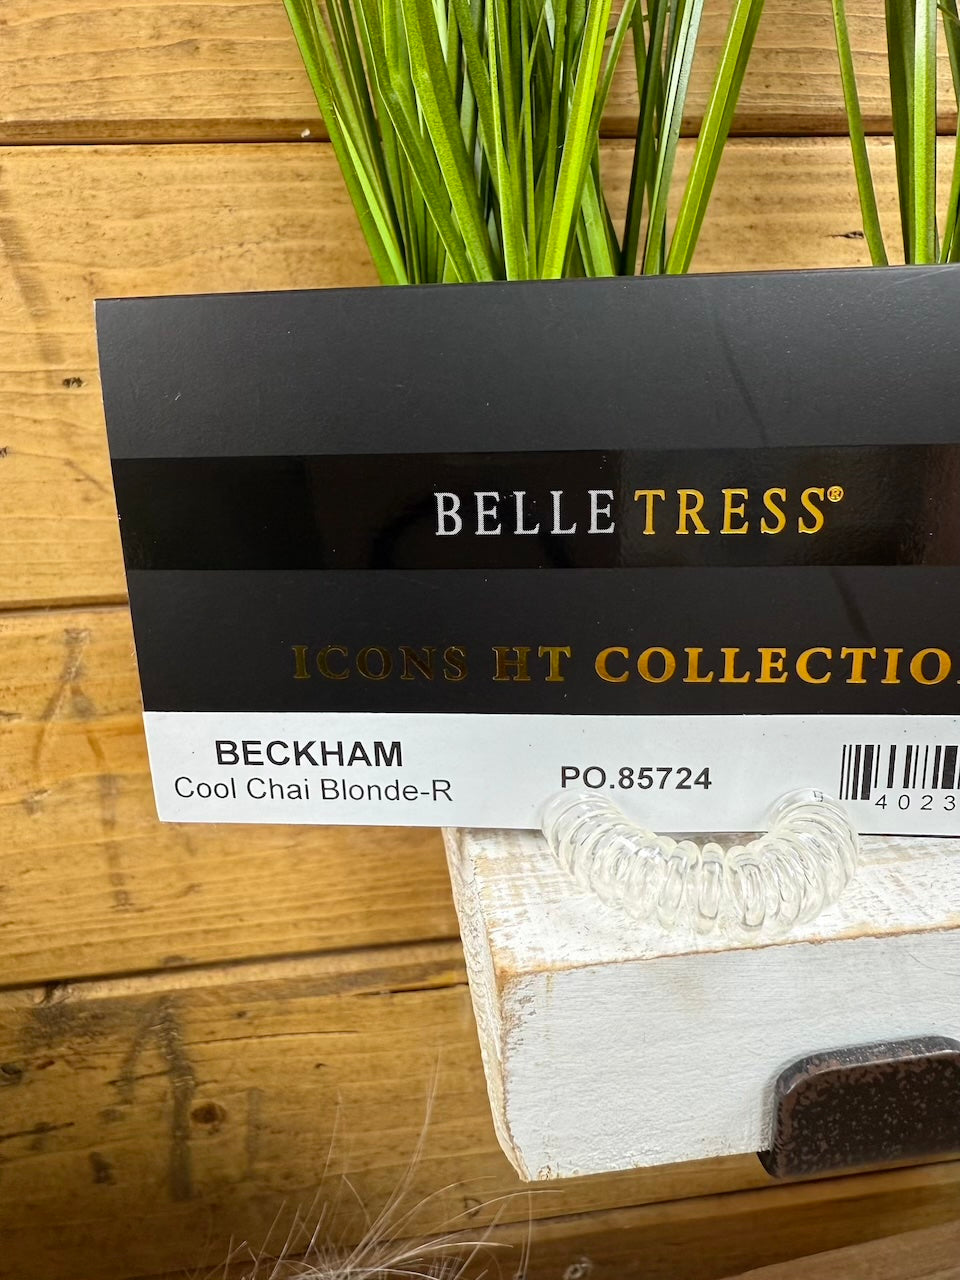 BELLE TRESS®
ICONS HT COLLECTIO
BECKHAM
Cool Chai Blonde-R
PO.85724
4023